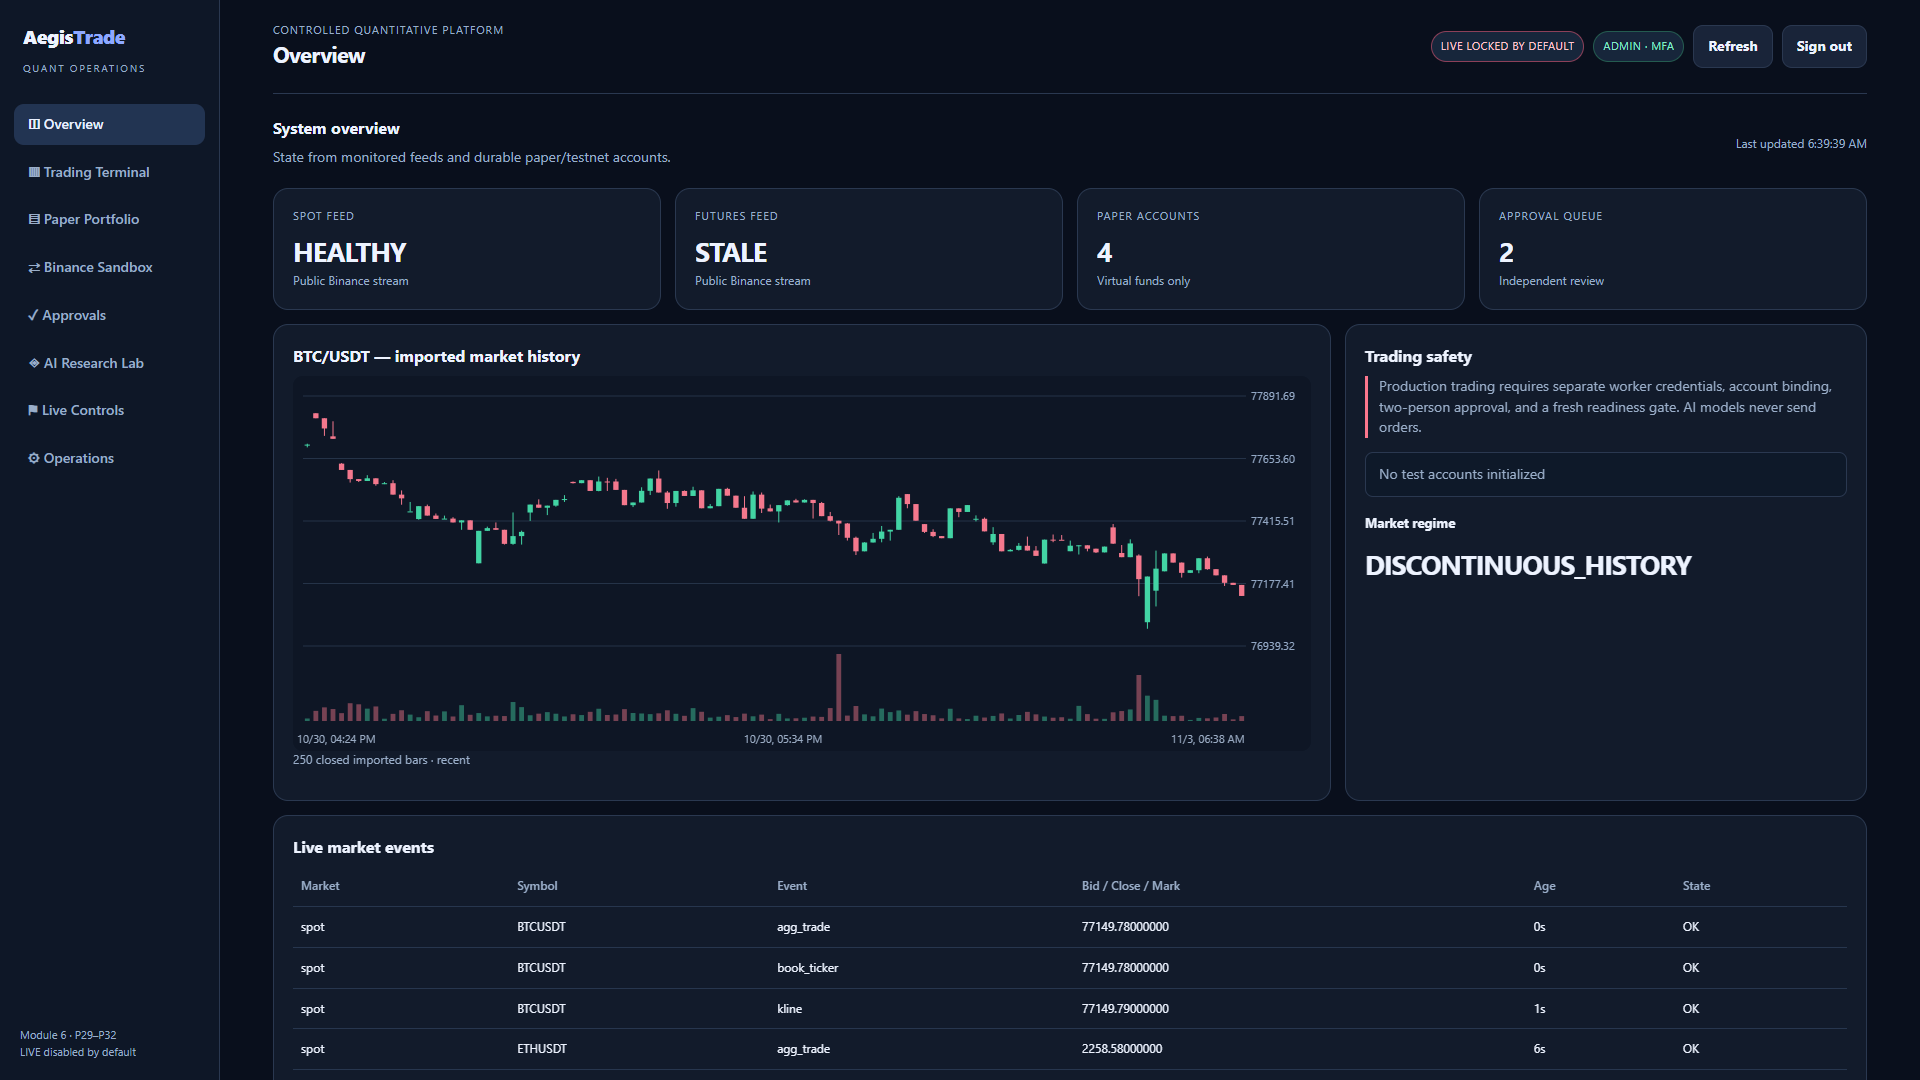 AegisTrade
QUANT OPERATIONS
Overview
Trading Terminal
Paper Portfolio
Binance Sandbox
Approvals
AI Research Lab
Live Controls
Operations
Module 6 · P29–P32
LIVE disabled by default
CONTROLLED QUANTITATIVE PLATFORM
Overview
LIVE LOCKED BY DEFAULT
ADMIN · MFA
Refresh
Sign out
System overview
State from monitored feeds and durable paper/testnet accounts.
Last updated 6:39:39 AM
SPOT FEED
HEALTHY
Public Binance stream
FUTURES FEED
STALE
Public Binance stream
PAPER ACCOUNTS
4
Virtual funds only
APPROVAL QUEUE
2
Independent review
BTC/USDT — imported market history
77891.69
77653.60
77415.51
77177.41
76939.32
10/30, 04:24 PM
10/30, 05:34 PM
11/3, 06:38 AM
250 closed imported bars · recent
Trading safety
Production trading requires separate worker credentials, account binding,
two-person approval, and a fresh readiness gate. AI models never send
orders.
No test accounts initialized
Market regime
DISCONTINUOUS_HISTORY
Live market events
Market Symbol Event Bid / Close / Mark Age State
spot BTCUSDT agg_trade 77149.78000000 0s OK
spot BTCUSDT book_ticker 77149.78000000 0s OK
spot BTCUSDT kline 77149.79000000 1s OK
spot ETHUSDT agg_trade 2258.58000000 6s OK